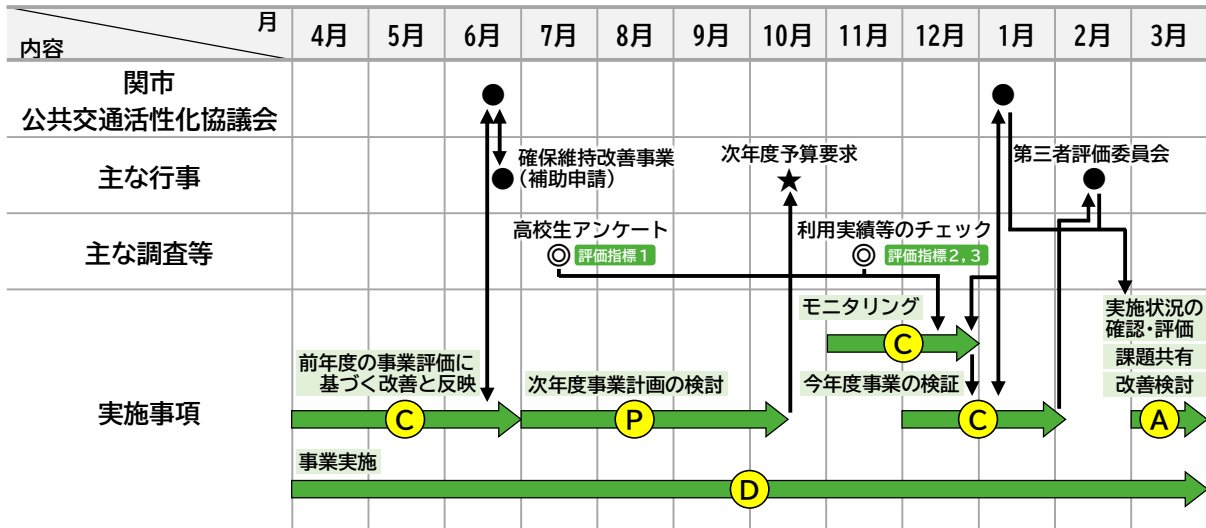 月
内容
4月 5月 6月 7月 8月 9月 10月 11月 12月 1月 2月 3月
関市
公共交通活性化協議会
主な行事
確保維持改善事業
（補助申請）
次年度予算要求
第三者評価委員会
主な調査等
高校生アンケート
評価指標1
利用実績等のチェック
評価指標2,3
実施事項
モニタリング
C
実施状況の
確認・評価
課題共有
改善検討
前年度の事業評価に
基づく改善と反映
次年度事業計画の検討
今年度事業の検証
C
P
C
A
事業実施
D